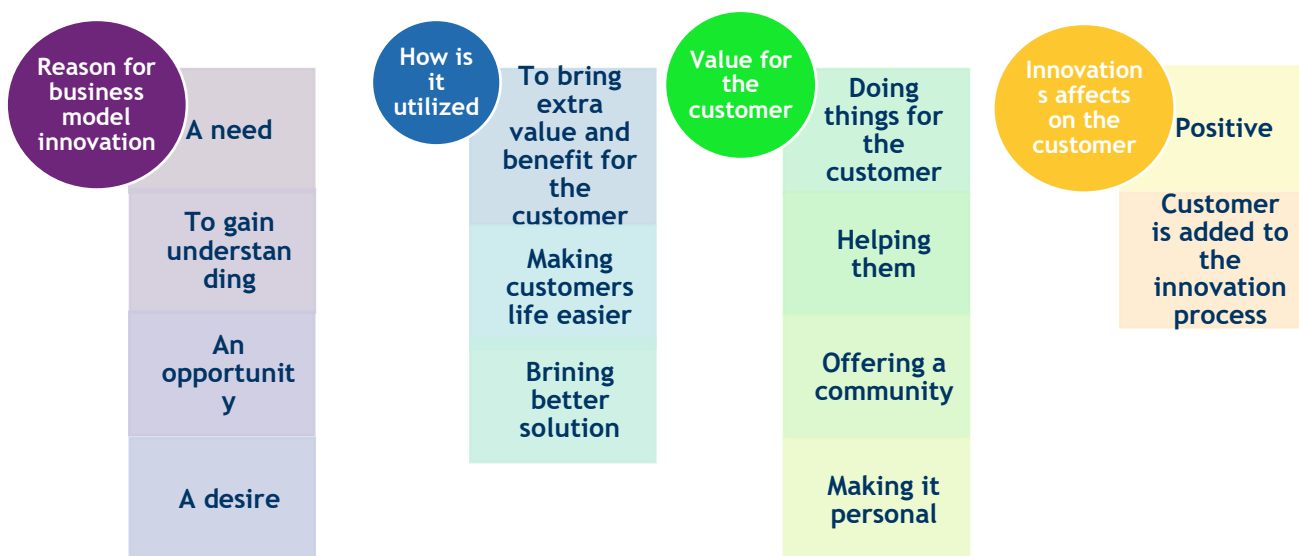 Reason for
business
model
innovation
A need
To gain
understan
ding
An
opportunit
y
A desire
How is
it
utilized
To bring
extra
value and
benefit for
the
customer
Making
customers
life easier
Brining
better
solution
Value for
the
customer
Doing
things for
the
customer
Helping
them
Offering a
community
Making it
personal
Innovation
s affects
on the
customer
Positive
Customer
is added to
the
innovation
process